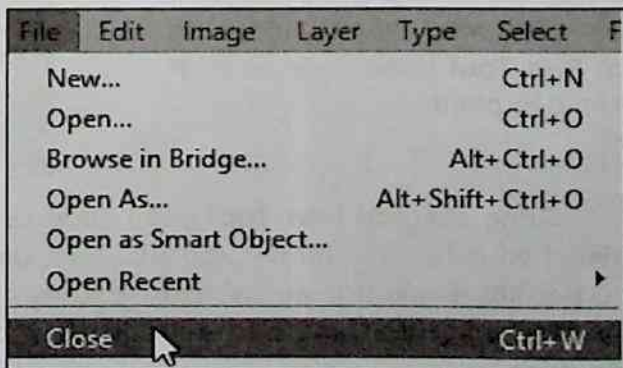 File Edit Image Layer Type Select F
New... Ctrl+N
Open... Ctrl+O
Browse in Bridge... Alt+Ctrl+O
Open As... Alt+Shift+Ctrl+O
Open as Smart Object...
Open Recent
Close Ctrl+W